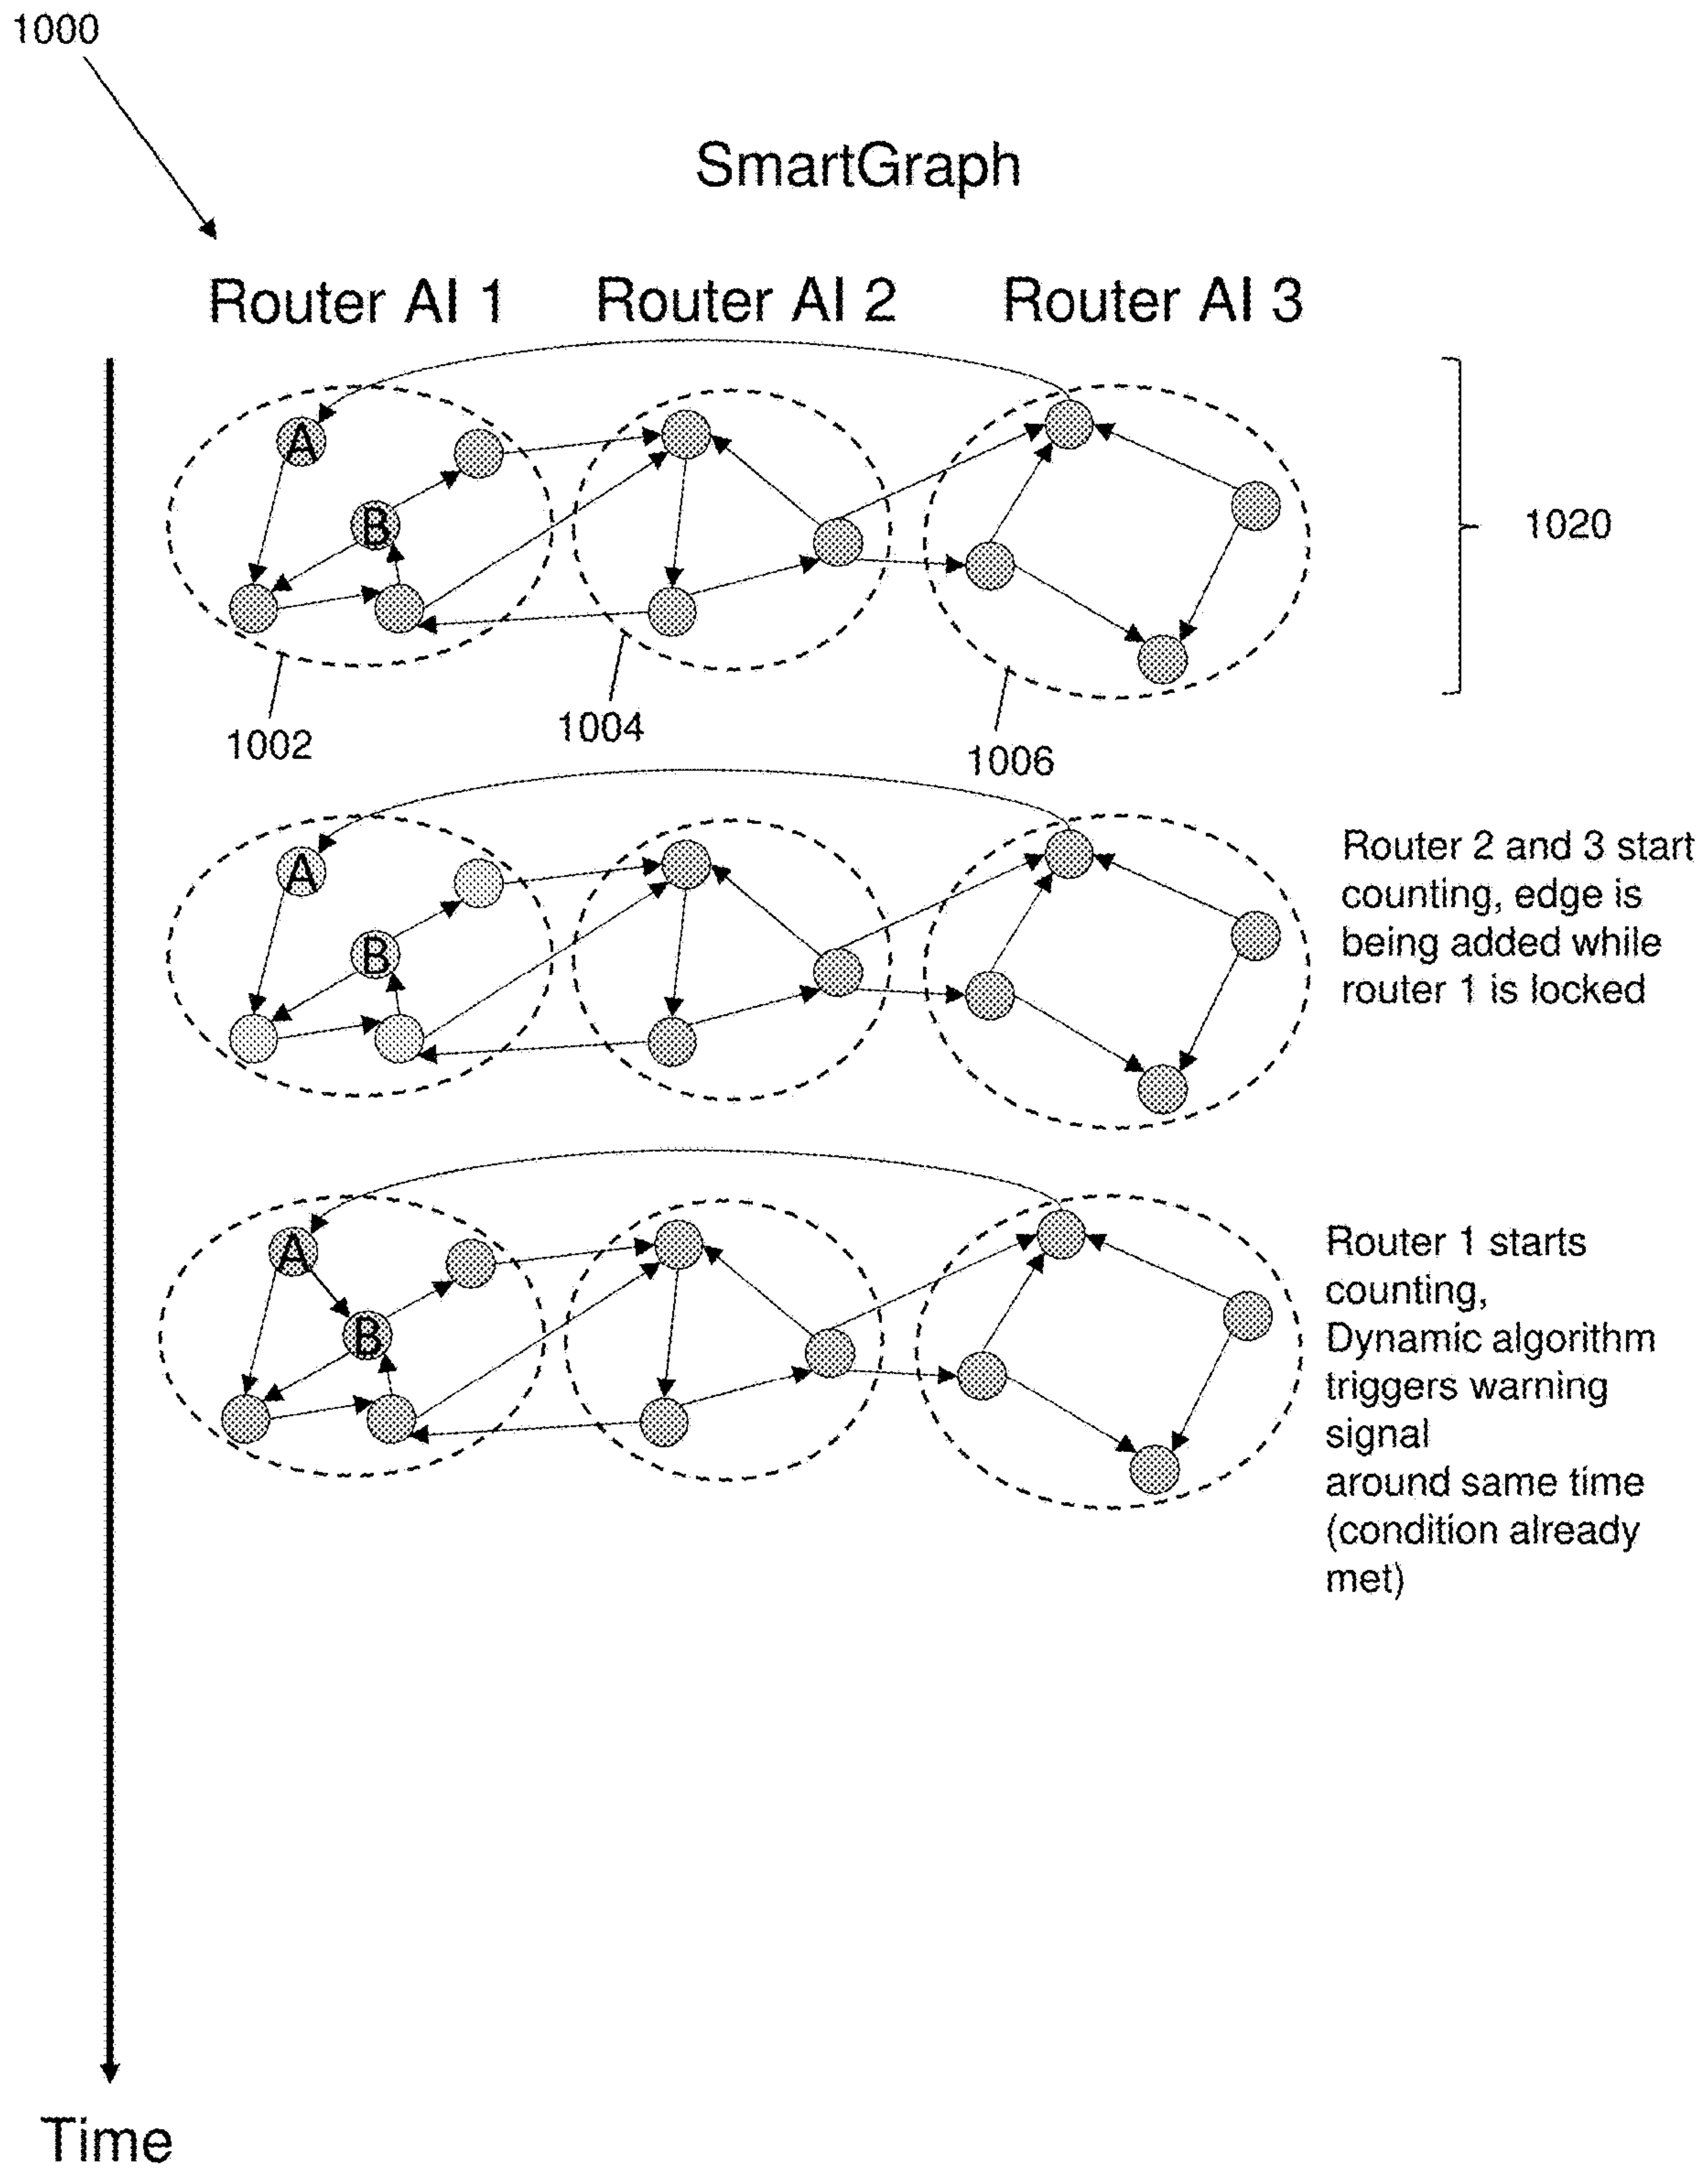 1000
SmartGraph
Router AI 1 Router AI 2 Router AI 3
A
B
1020
1002
1004
1006
A
B
Router 2 and 3 start
counting, edge is
being added while
router 1 is locked
A
B
Router 1 starts
counting,
Dynamic algorithm
triggers warning
signal
around same time
(condition already
met)
Time